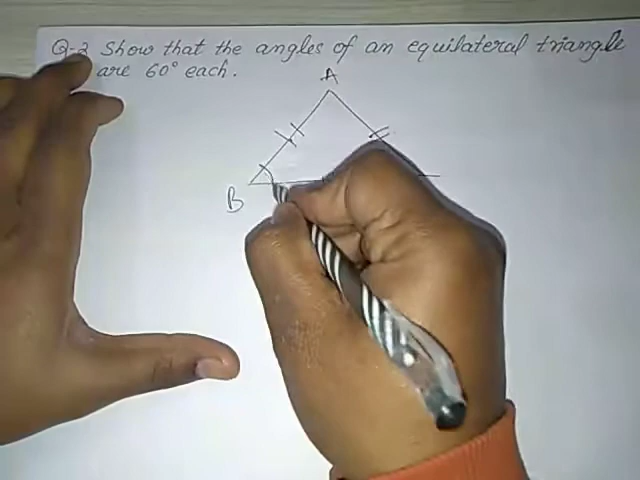 Q-2 Show that the angles of an equilateral triangle
are 60° each.
A
B